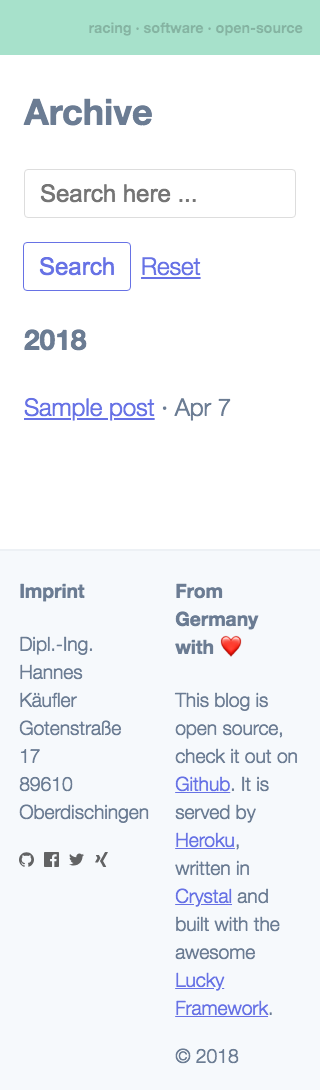 racing · software · open-source
Archive
Search here ...
Search Reset
2018
Sample post · Apr 7
Imprint
Dipl.-Ing.
Hannes
Käufler
Gotenstraße
17
89610
Oberdischingen
From
Germany
with ❤️
This blog is
open source,
check it out on
Github. It is
served by
Heroku,
written in
Crystal and
built with the
awesome
Lucky
Framework.
© 2018